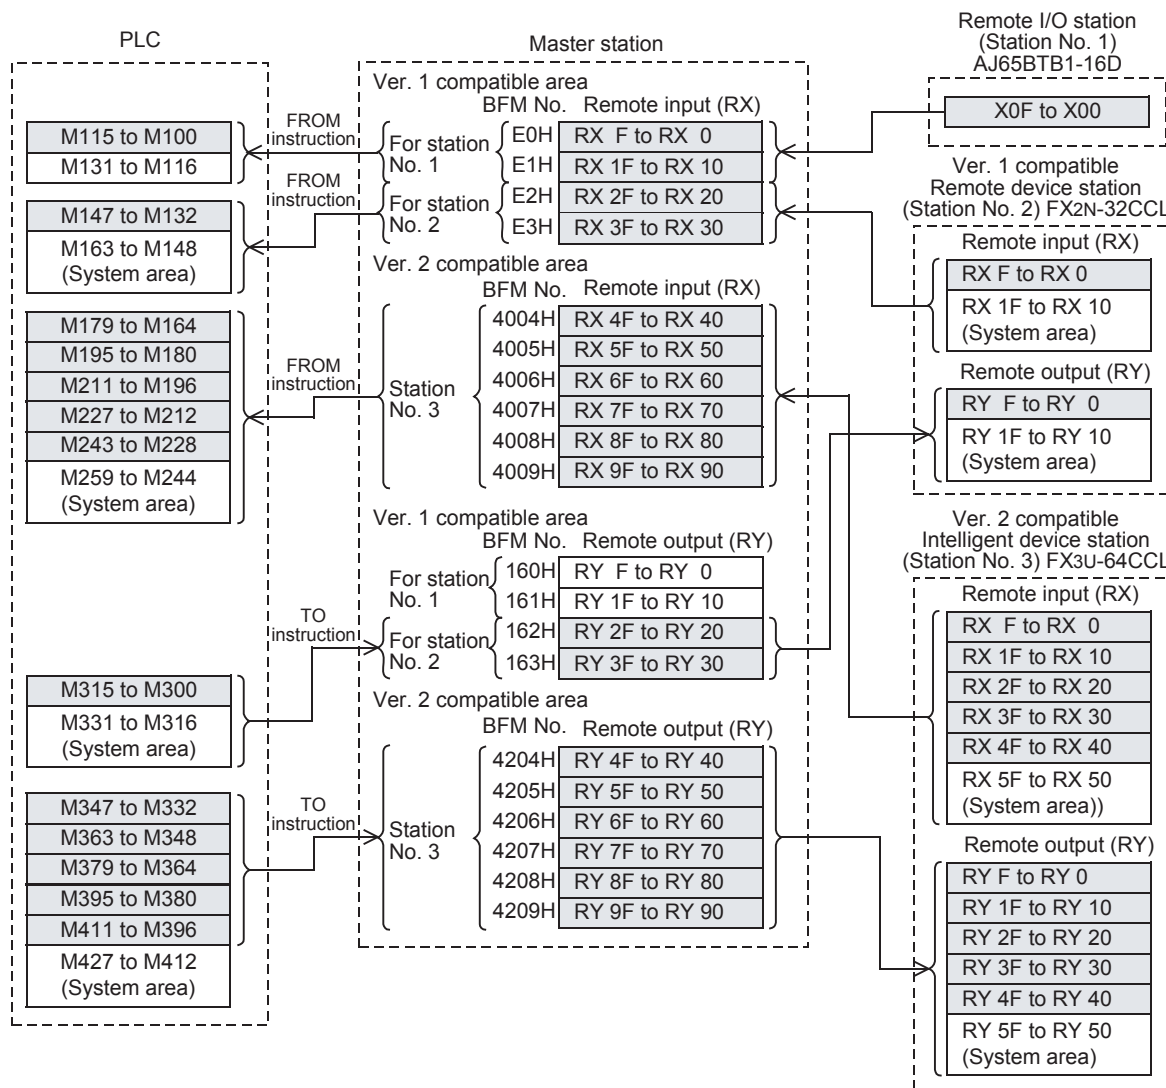 PLC
Master station
Remote I/O station
(Station No. 1)
AJ65BTB1-16D
X0F to X00
Ver. 1 compatible area
BFM No. Remote input (RX)
FROM
instruction
M115 to M100
M131 to M116
For station
No. 1
E0H RX F to RX 0
E1H RX 1F to RX 10
FROM
instruction
M147 to M132
M163 to M148
(System area)
For station
No. 2
E2H RX 2F to RX 20
E3H RX 3F to RX 30
Ver. 1 compatible
Remote device station
(Station No. 2) FX2N-32CCL
Remote input (RX)
RX F to RX 0
RX 1F to RX 10
(System area)
Remote output (RY)
RY F to RY 0
RY 1F to RY 10
(System area)
Ver. 2 compatible area
BFM No. Remote input (RX)
M179 to M164
M195 to M180
M211 to M196
M227 to M212
M243 to M228
M259 to M244
(System area)
FROM
instruction
Station
No. 3
4004H RX 4F to RX 40
4005H RX 5F to RX 50
4006H RX 6F to RX 60
4007H RX 7F to RX 70
4008H RX 8F to RX 80
4009H RX 9F to RX 90
Ver. 1 compatible area
BFM No. Remote output (RY)
For station
No. 1
160H RY F to RY 0
161H RY 1F to RY 10
TO
instruction
For station
No. 2
162H RY 2F to RY 20
163H RY 3F to RY 30
M315 to M300
M331 to M316
(System area)
Ver. 2 compatible
Intelligent device station
(Station No. 3) FX3U-64CCL
Remote input (RX)
RX F to RX 0
RX 1F to RX 10
RX 2F to RX 20
RX 3F to RX 30
RX 4F to RX 40
RX 5F to RX 50
(System area))
Ver. 2 compatible area
BFM No. Remote output (RY)
M347 to M332
M363 to M348
M379 to M364
M395 to M380
M411 to M396
M427 to M412
(System area)
TO
instruction
Station
No. 3
4204H RY 4F to RY 40
4205H RY 5F to RY 50
4206H RY 6F to RY 60
4207H RY 7F to RY 70
4208H RY 8F to RY 80
4209H RY 9F to RY 90
Remote output (RY)
RY F to RY 0
RY 1F to RY 10
RY 2F to RY 20
RY 3F to RY 30
RY 4F to RY 40
RY 5F to RY 50
(System area)